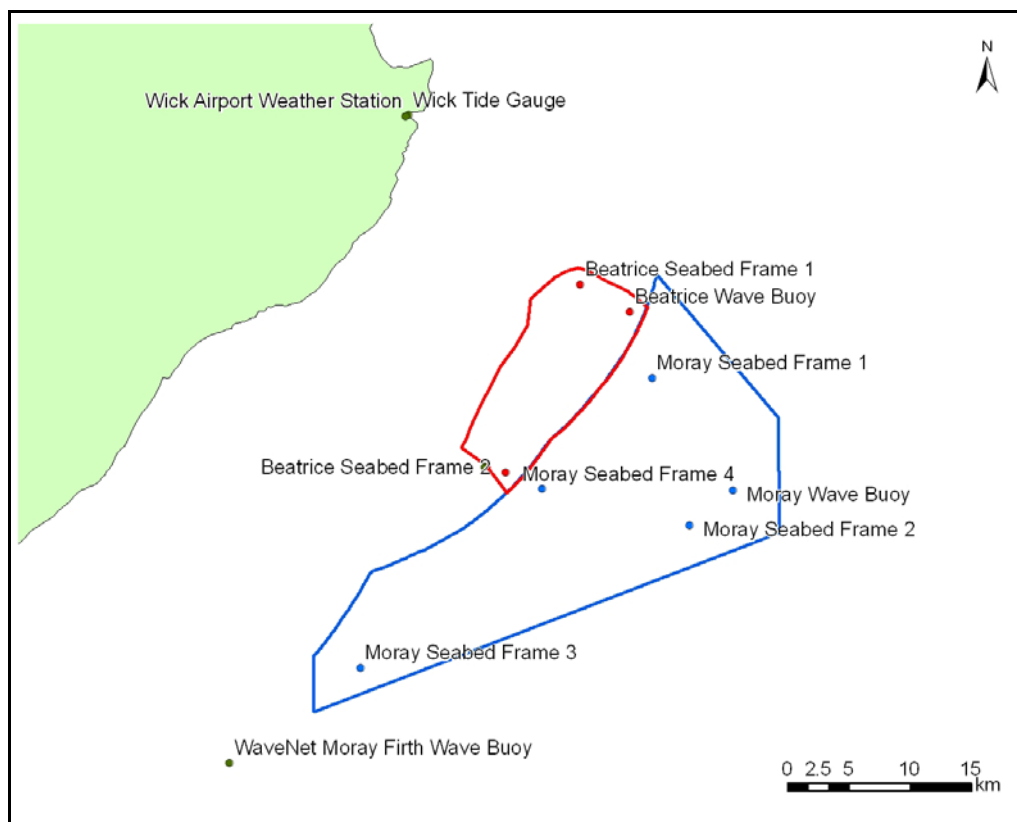 N
Wick Airport Weather Station
Wick Tide Gauge
Beatrice Seabed Frame 1
Beatrice Wave Buoy
Moray Seabed Frame 1
Beatrice Seabed Frame 2
Moray Seabed Frame 4
Moray Wave Buoy
Moray Seabed Frame 2
Moray Seabed Frame 3
WaveNet Moray Firth Wave Buoy
0 2.5 5 10 15
km